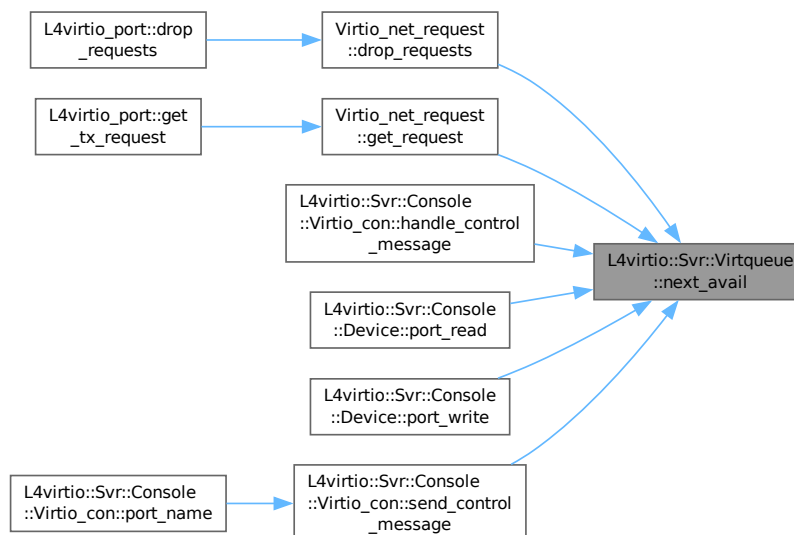 L4virtio_port::drop
_requests
Virtio_net_request
::drop_requests
L4virtio_port::get
_tx_request
Virtio_net_request
::get_request
L4virtio::Svr::Console
::Virtio_con::handle_control
_message
L4virtio::Svr::Virtqueue
::next_avail
L4virtio::Svr::Console
::Device::port_read
L4virtio::Svr::Console
::Device::port_write
L4virtio::Svr::Console
::Virtio_con::port_name
L4virtio::Svr::Console
::Virtio_con::send_control
_message